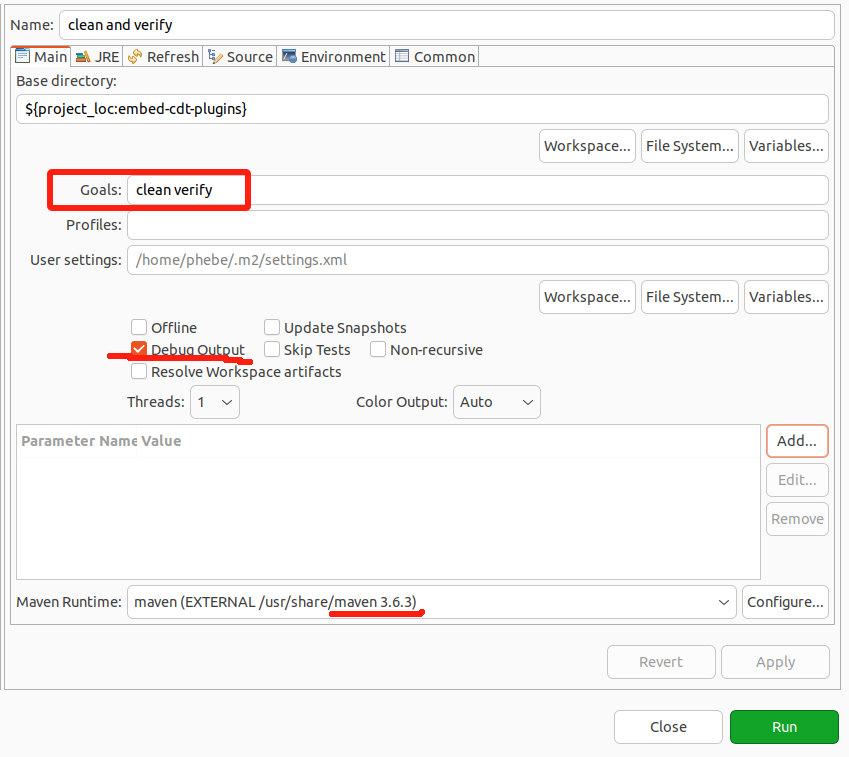 Name: clean and verify
Main JRE Refresh Source Environment Common
Base directory:
${project_loc:embed-cdt-plugins}
Workspace... File System... Variables...
Goals: clean verify
Profiles:
User settings: /home/phebe/.m2/settings.xml
Workspace... File System... Variables...
Offline Update Snapshots
Debug Output Skip Tests Non-recursive
Resolve Workspace artifacts
Threads: 1 Color Output: Auto
Parameter Name Value Add...
Edit...
Remove
Maven Runtime: maven (EXTERNAL /usr/share/maven 3.6.3) Configure...
Revert Apply
Close Run